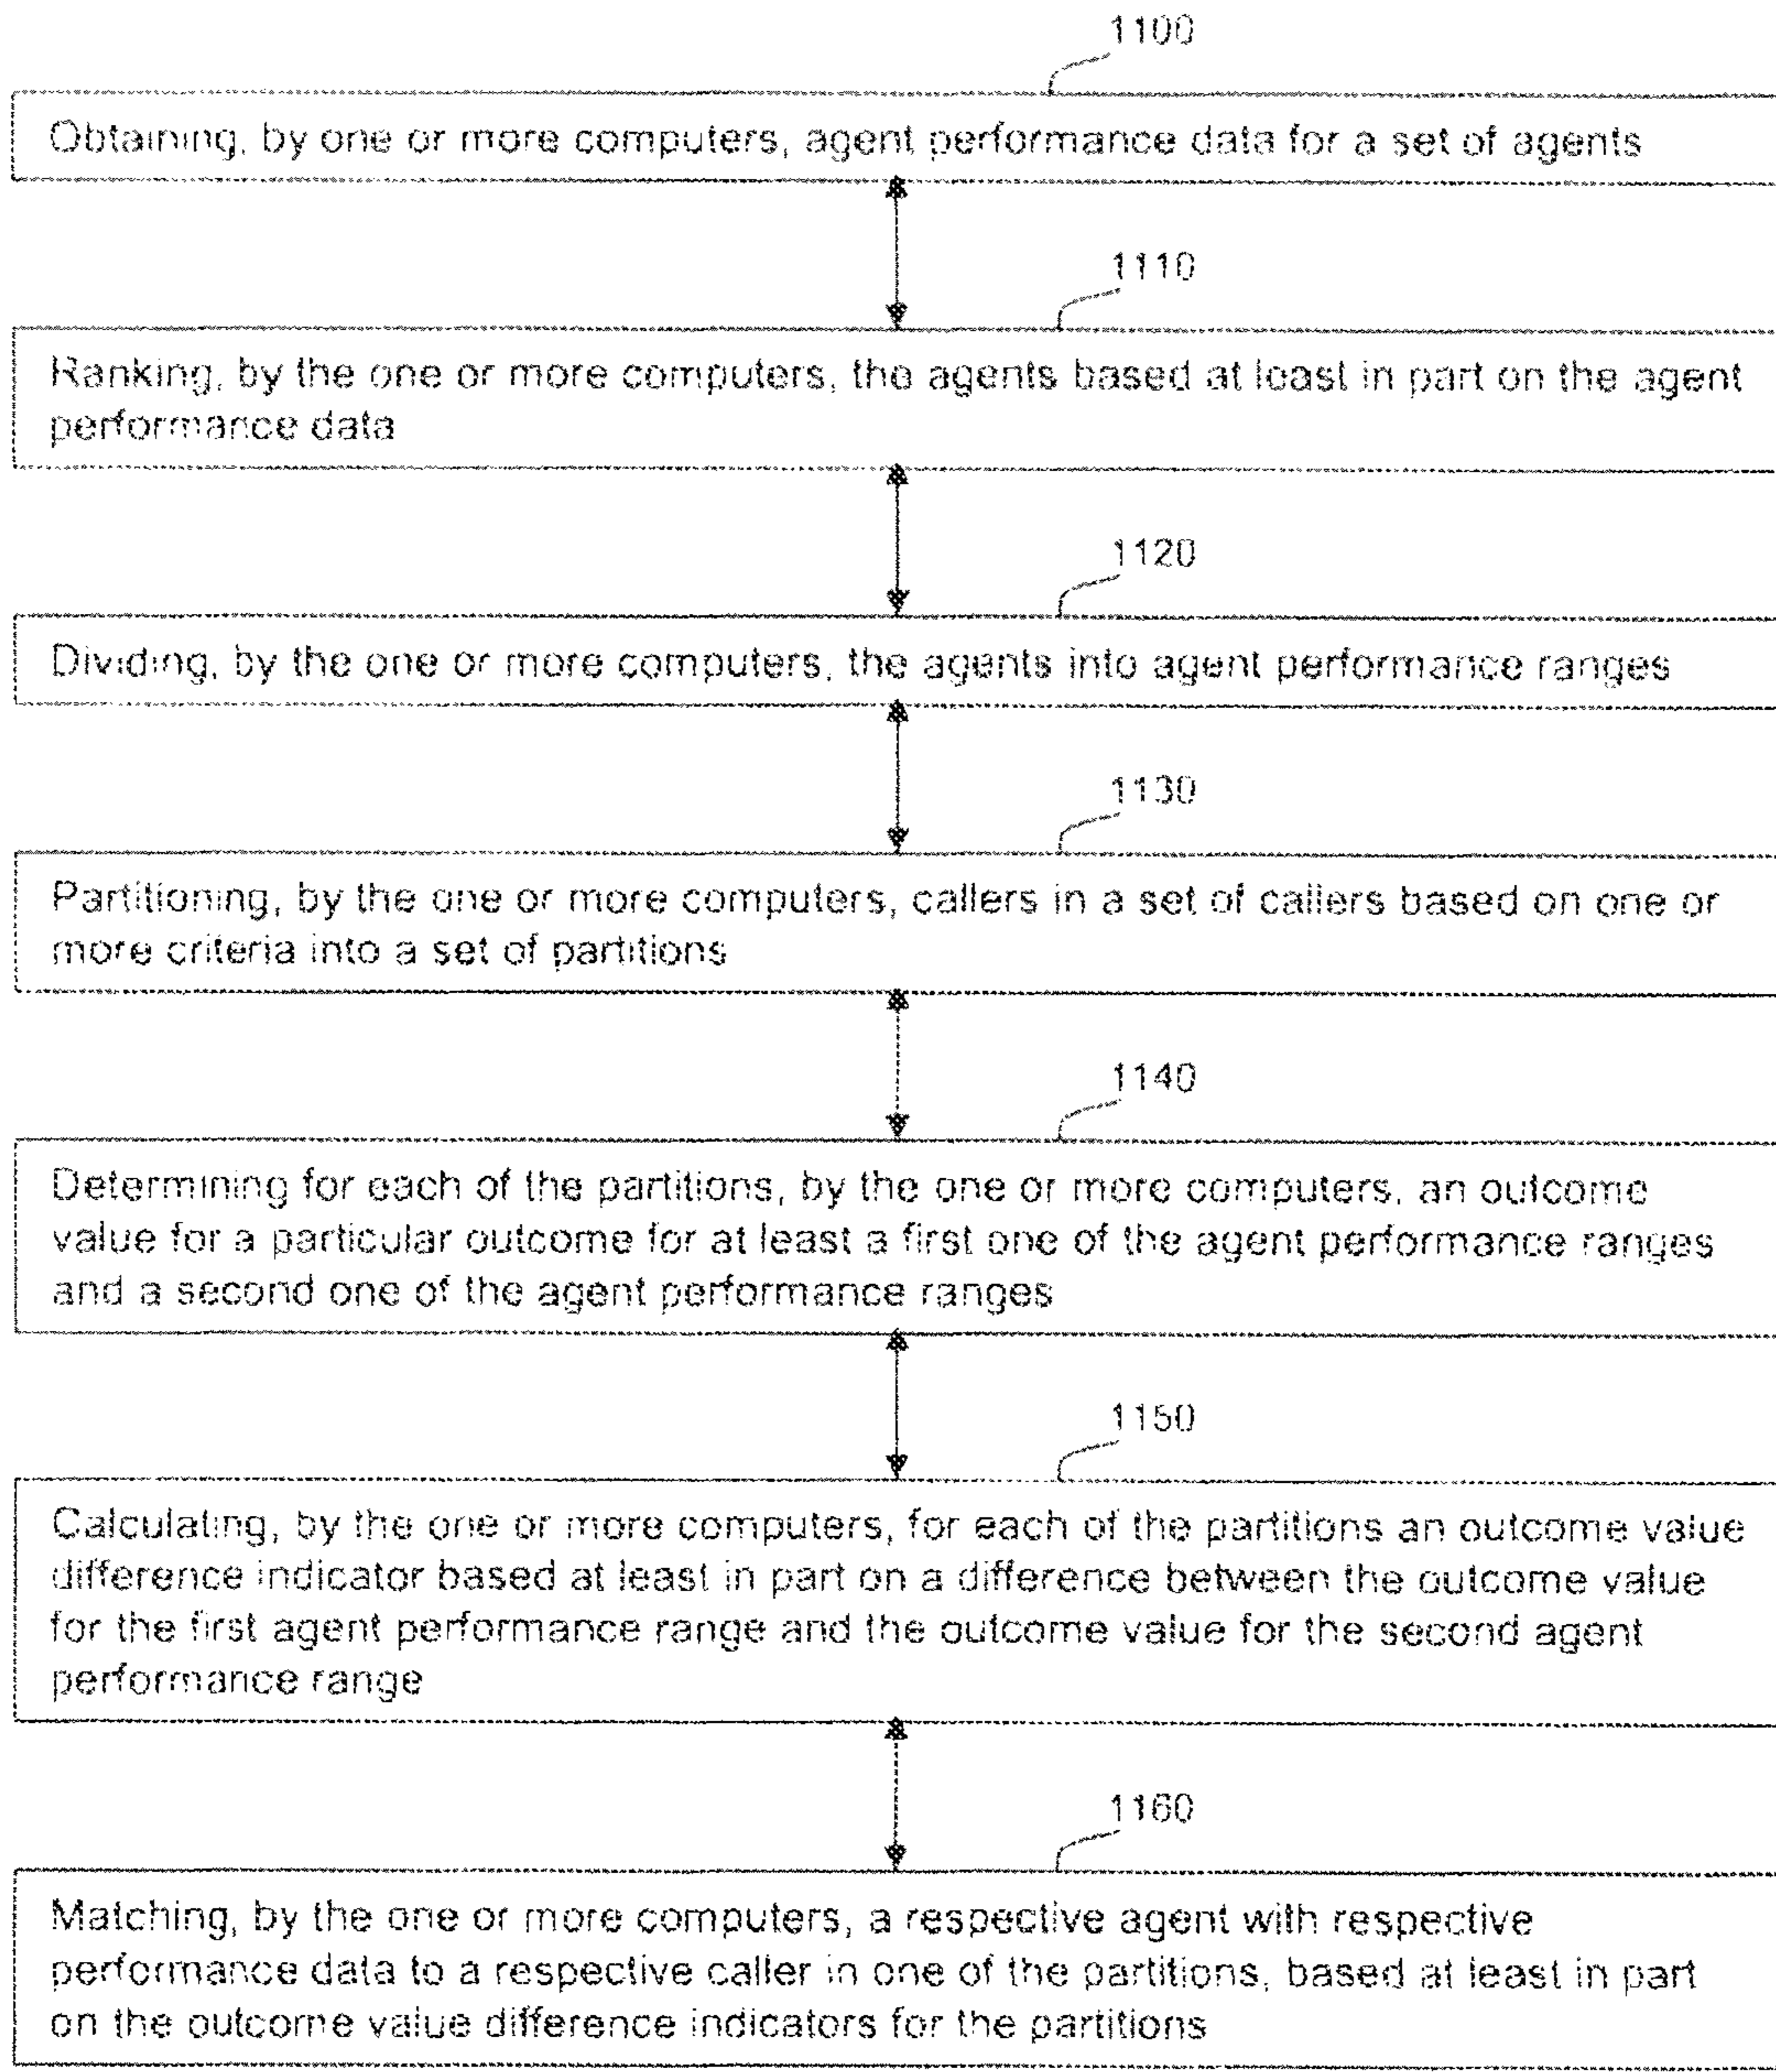 1100
Obtaining, by one or more computers, agent performance data for a set of agents
1110
Ranking, by the one or more computers, the agents based at least in part on the agent
performance data
1120
Dividing, by the one or more computers, the agents into agent performance ranges
1130
Partitioning, by the one or more computers, callers in a set of callers based on one or
more criteria into a set of partitions
1140
Determining for each of the partitions, by the one or more computers, an outcome
value for a particular outcome for at least a first one of the agent performance ranges
and a second one of the agent performance ranges
1150
Calculating, by the one or more computers, for each of the partitions an outcome value
difference indicator based at least in part on a difference between the outcome value
for the first agent performance range and the outcome value for the second agent
performance range
1160
Matching, by the one or more computers, a respective agent with respective
performance data to a respective caller in one of the partitions, based at least in part
on the outcome value difference indicators for the partitions